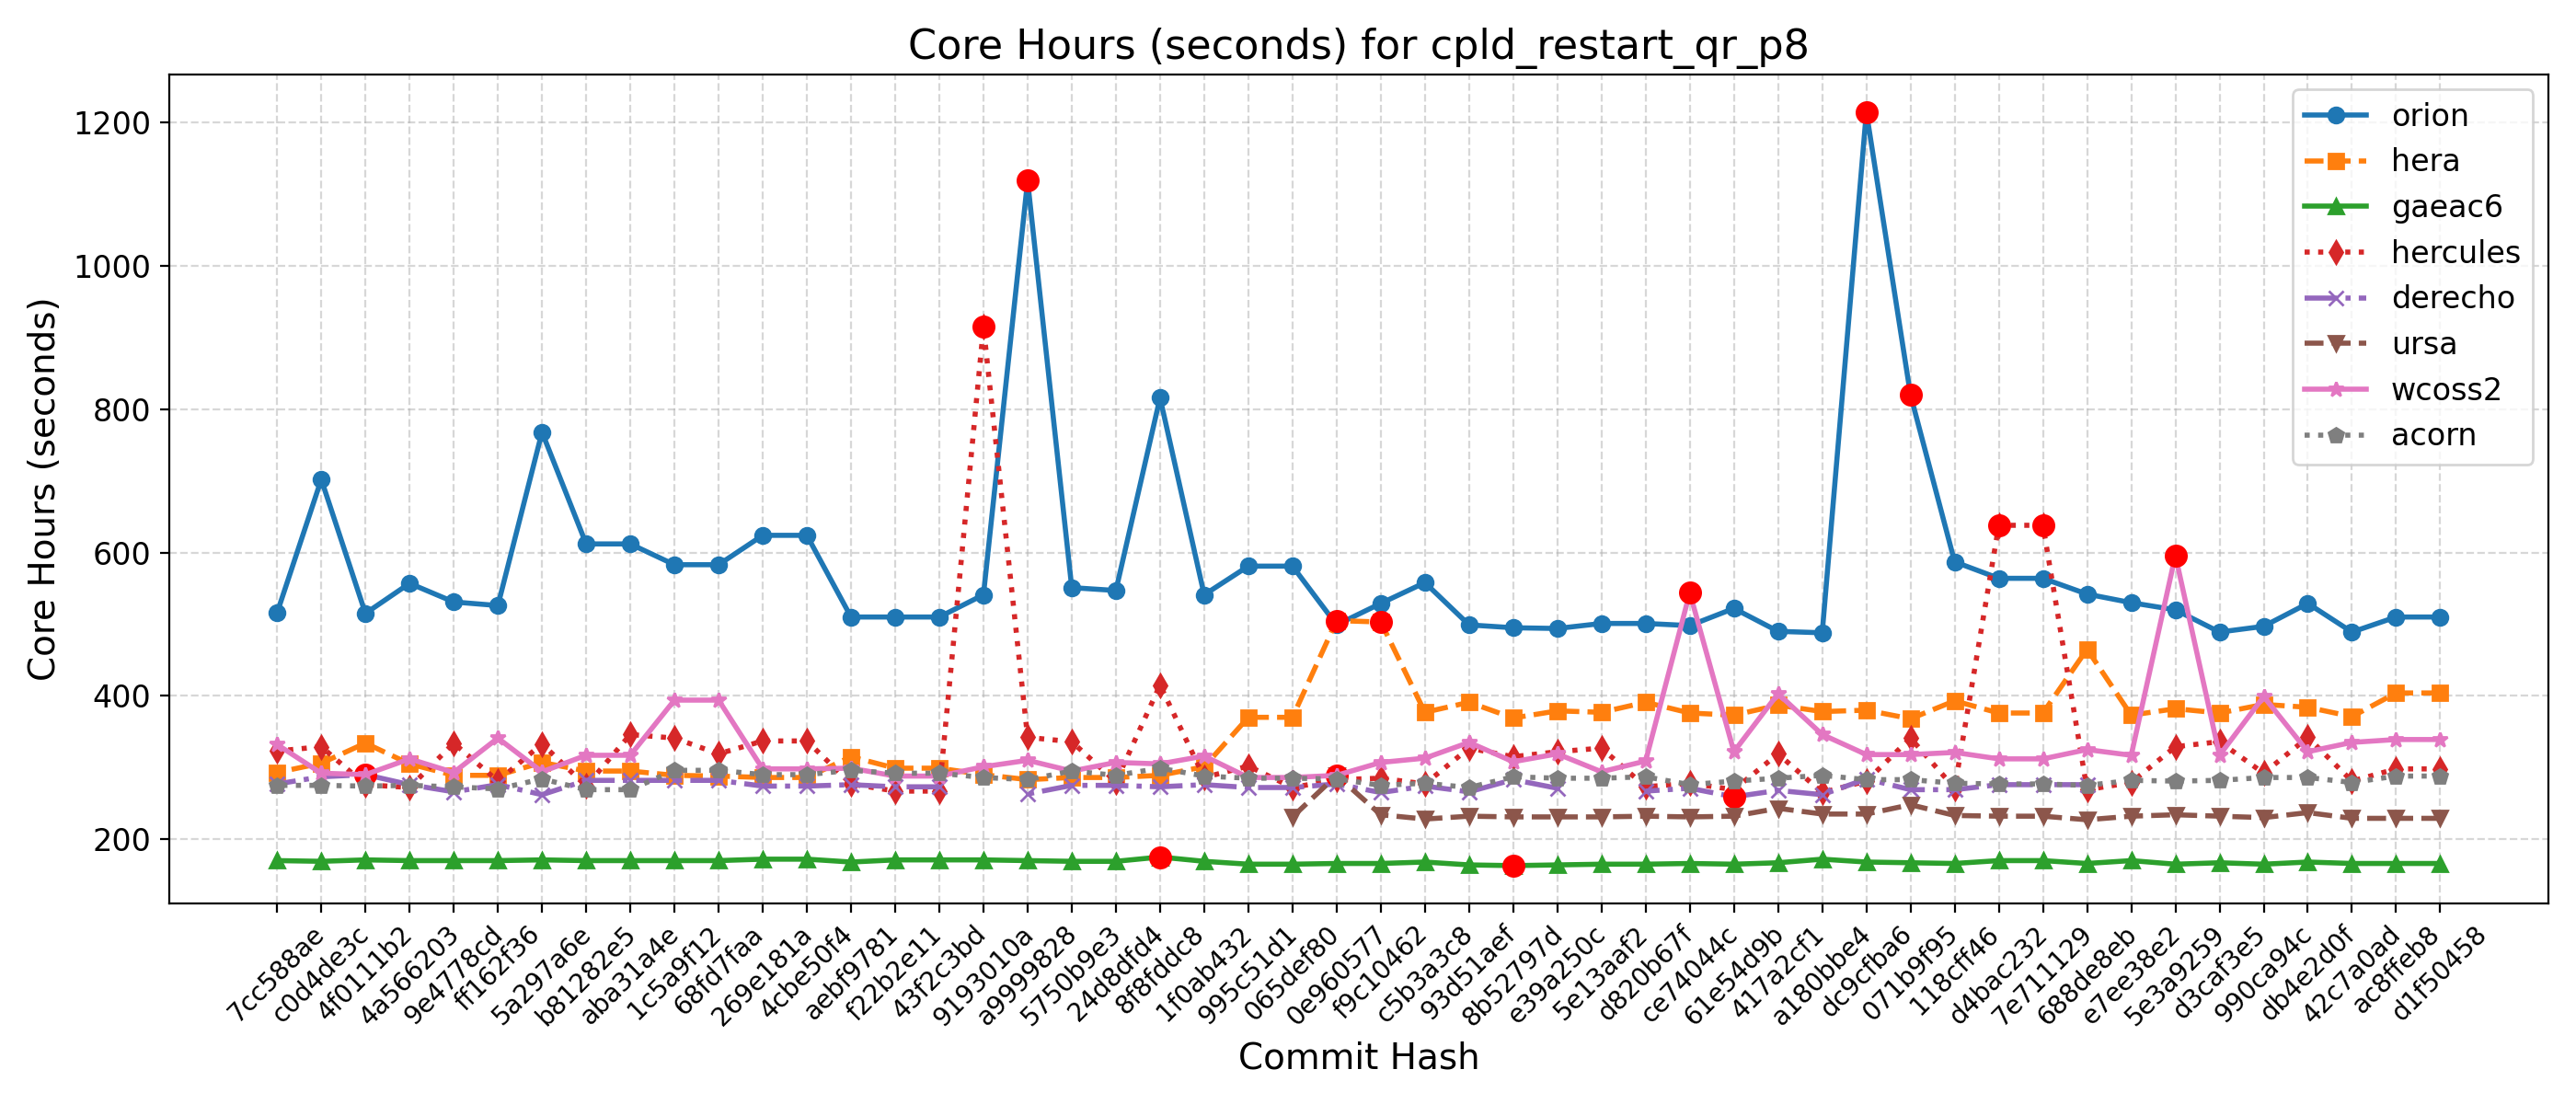 Core Hours (seconds) for cpld_restart_qr_p8
Core Hours (seconds)
1200
1000
800
600
400
200
orion
hera
gaeac6
hercules
derecho
ursa
wcoss2
acorn
7cc588ae
c0d4de3c
4f0111b2
4a566203
9e4778cd
ff162f36
5a297a6e
b81282e5
aba31a4e
1c5a9f12
68fd7faa
269e181a
4cbe50f4
aebf9781
f22b2e11
43f2c3bd
9193010a
a9999828
5750b9e3
24d8dfd4
8f8fddc8
1f0ab432
995c51d1
065def80
0e960577
f9c10462
c5b3a3c8
93d51aef
8b52797d
e39a250c
5e13aaf2
d820b67f
ce74044c
61e54d9b
417a2cf1
a180bbe4
dc9cfba6
071b9f95
118cff46
d4bac232
7e711129
688de8eb
e7ee38e2
5e3a9259
d3caf3e5
990ca94c
db4e2d0f
42c7a0ad
ac8ffeb8
d1f50458
Commit Hash